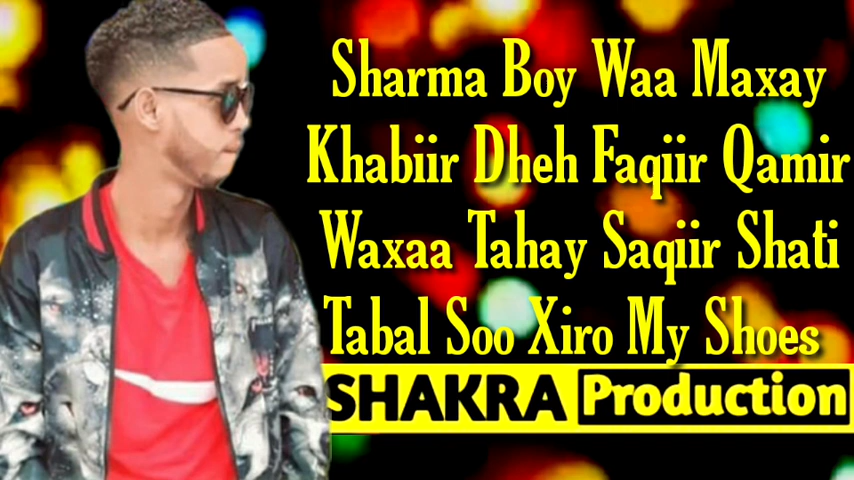 Sharma Boy Waa Maxay
Khabiir Dheh Faqiir Qamir
Waxaa Tahay Saqiir Shati
Tabal Soo Xiro My Shoes
SHAKRA Production